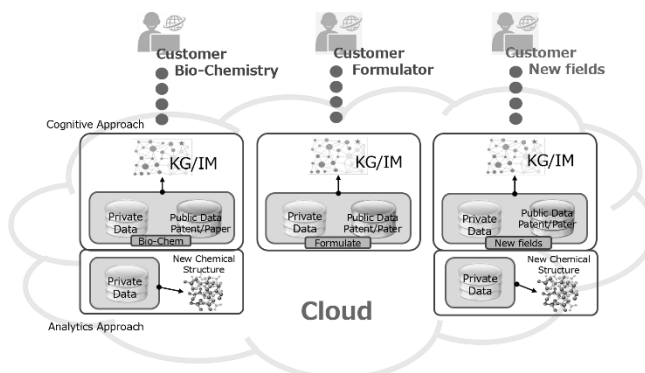 Customer
Bio-Chemistry
Customer
Formulator
Customer
New fields
Cognitive Approach
KG/IM
KG/IM
KG/IM
Private
Data
Public Data
Patent/Paper
Bio-Chem
Private
Data
Public Data
Patent/Pater
Formulate
Private
Data
Public Data
Patent/Pater
New fields
Private
Data
New Chemical
Structure
Cloud
Private
Data
New Chemical
Structure
Analytics Approach